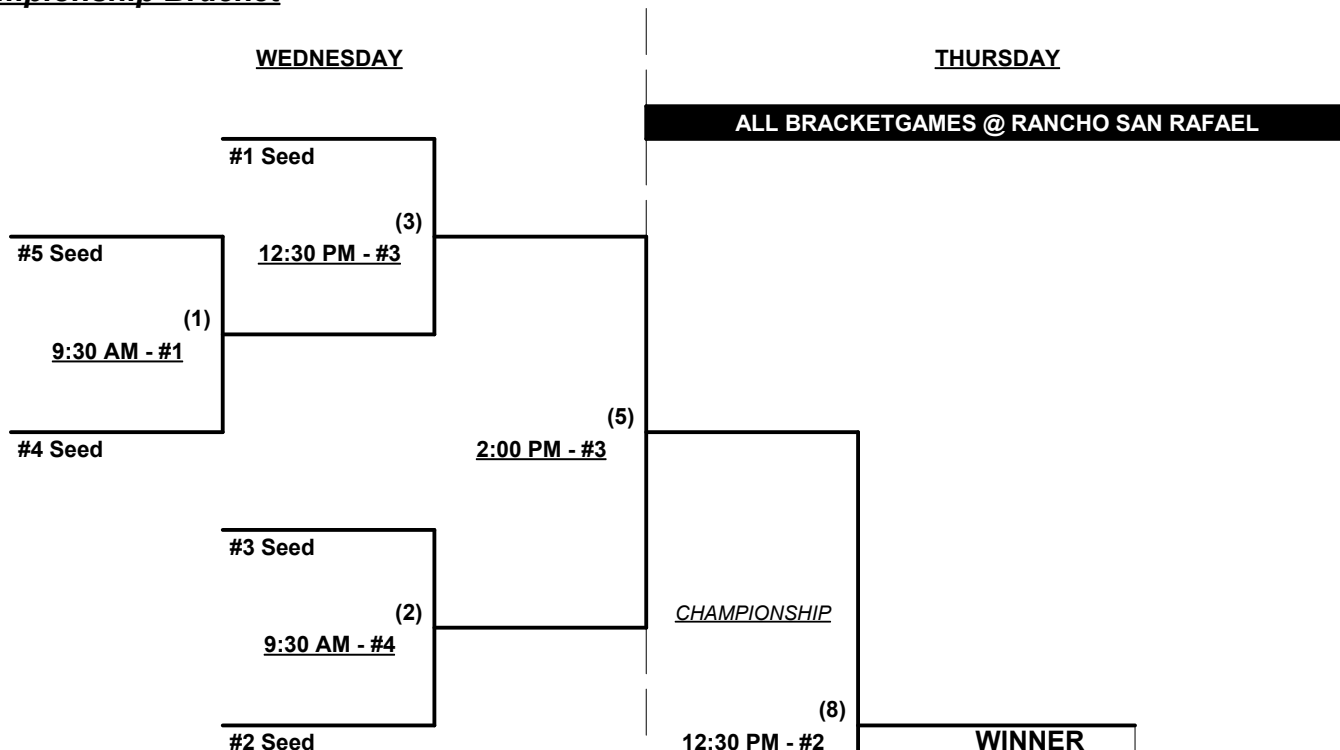 Bracket
WEDNESDAY
THURSDAY
ALL BRACKETGAMES @ RANCHO SAN RAFAEL
#1 Seed
(3)
12:30 PM - #3
#5 Seed
(1)
9:30 AM - #1
#4 Seed
(5)
2:00 PM - #3
#3 Seed
(2)
9:30 AM - #4
#2 Seed
CHAMPIONSHIP
(8)
12:30 PM - #2
WINNER